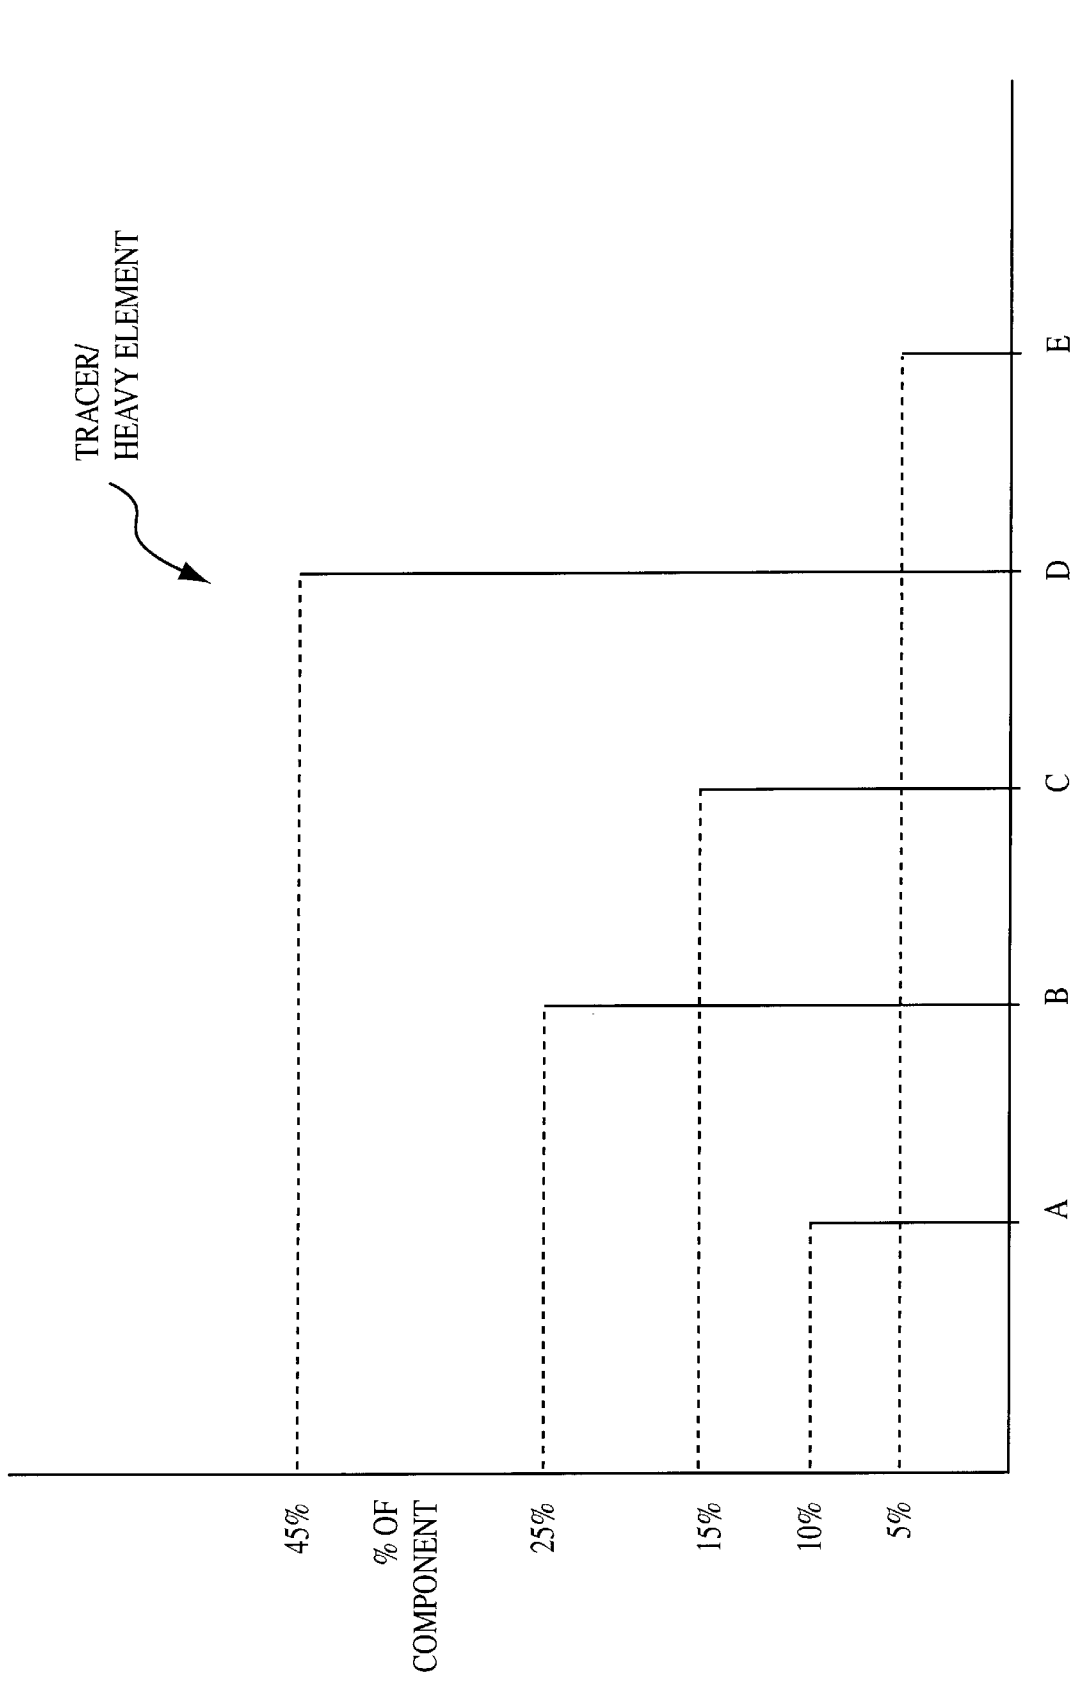 TRACER/
HEAVY ELEMENT
45%
% OF
COMPONENT
25%
15%
10%
5%
A
B
C
D
E